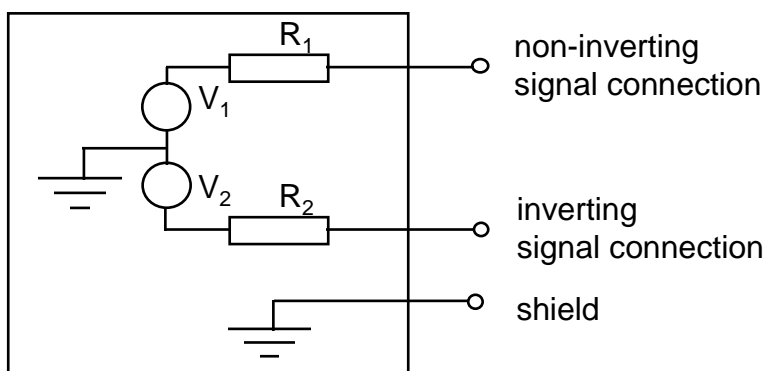 R1
non-inverting
signal connection
V1
V2
R2
inverting
signal connection
shield